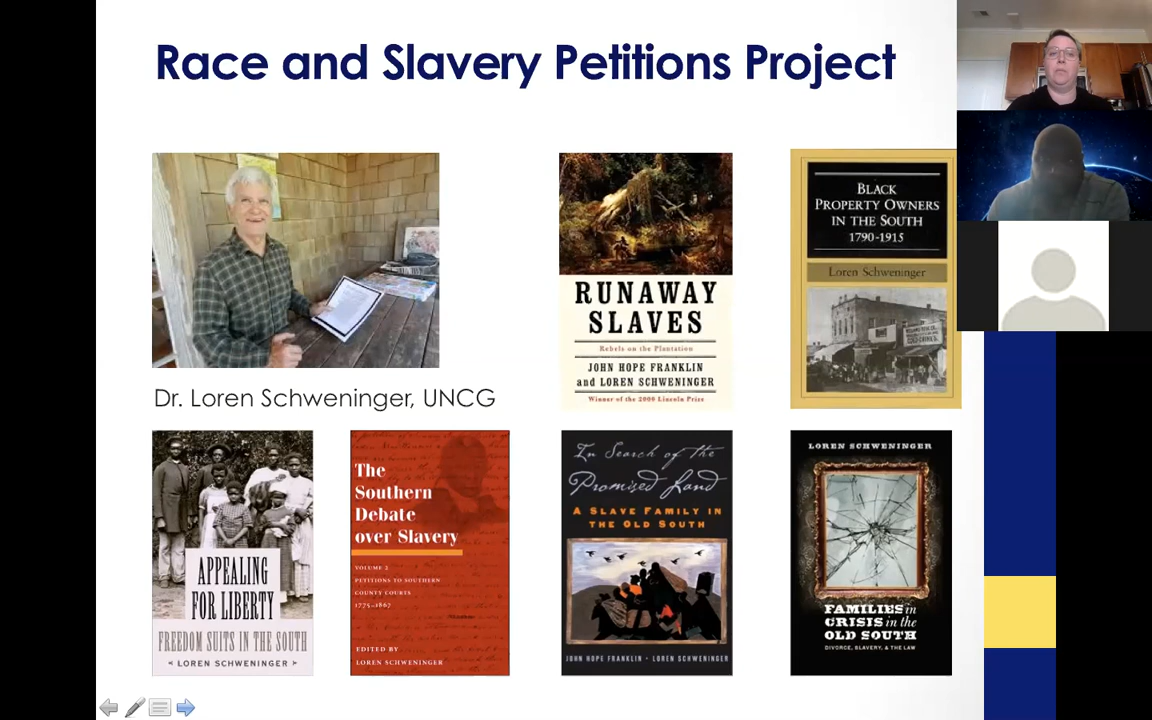 Race and Slavery Petitions Project
RUNAWAY
SLAVES
Rebels on the Plantation
JOHN HOPE FRANKLIN
and LOREN SCHWENINGER
Winner of the 2000 Lincoln Prize
BLACK
PROPERTY OWNERS
IN THE SOUTH
1790-1915
Loren Schweninger
Dr. Loren Schweninger, UNCG
APPEALING
FOR LIBERTY
FREEDOM SUITS IN THE SOUTH
LOREN SCHWENINGER
The
Southern
Debate
over Slavery
VOLUME 2
PETITIONS TO SOUTHERN
COUNTY COURTS
1775–1867
EDITED BY
LOREN SCHWENINGER
In Search of the
Promised Land
A SLAVE FAMILY IN
THE OLD SOUTH
JOHN HOPE FRANKLIN · LOREN SCHWENINGER
LOREN SCHWENINGER
FAMILIES in
CRISIS in the
OLD SOUTH
DIVORCE, SLAVERY, & THE LAW